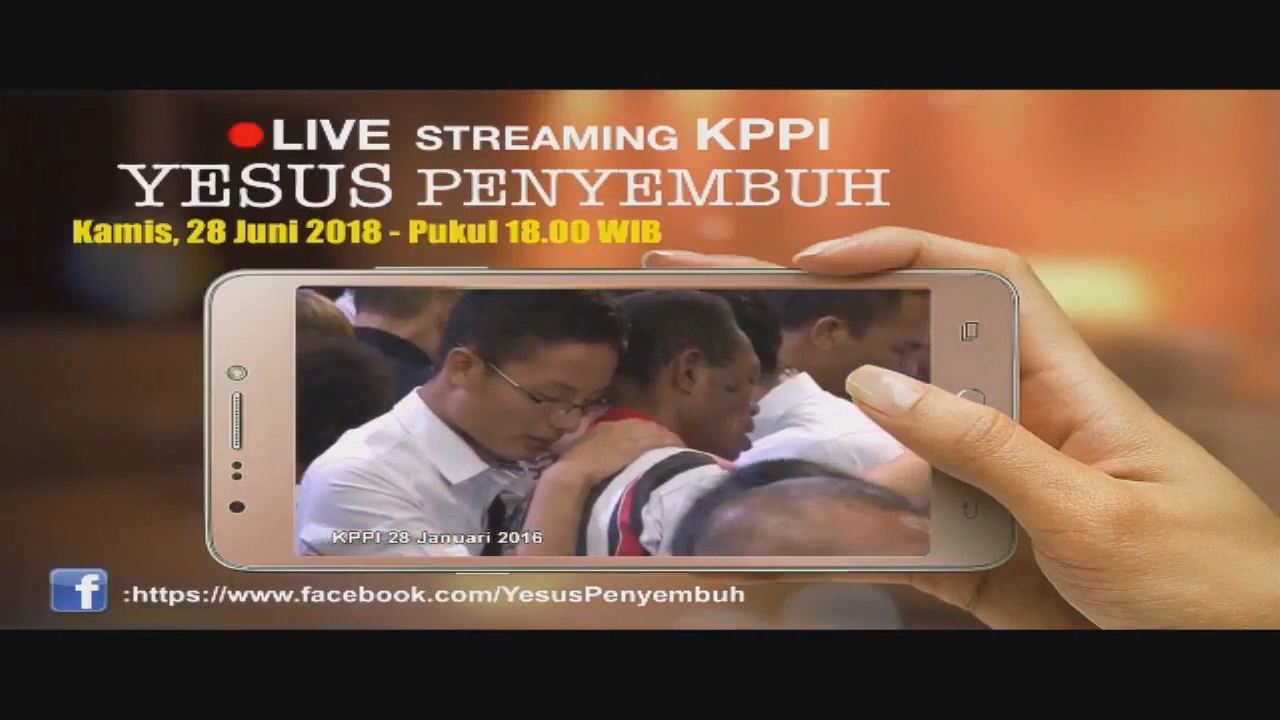 LIVE STREAMING KPPI
YESUS PENYEMBUH
Kamis, 28 Juni 2018 - Pukul 18.00 WIB
KPPI 28 Januari 2016
f :https://www.facebook.com/YesusPenyembuh